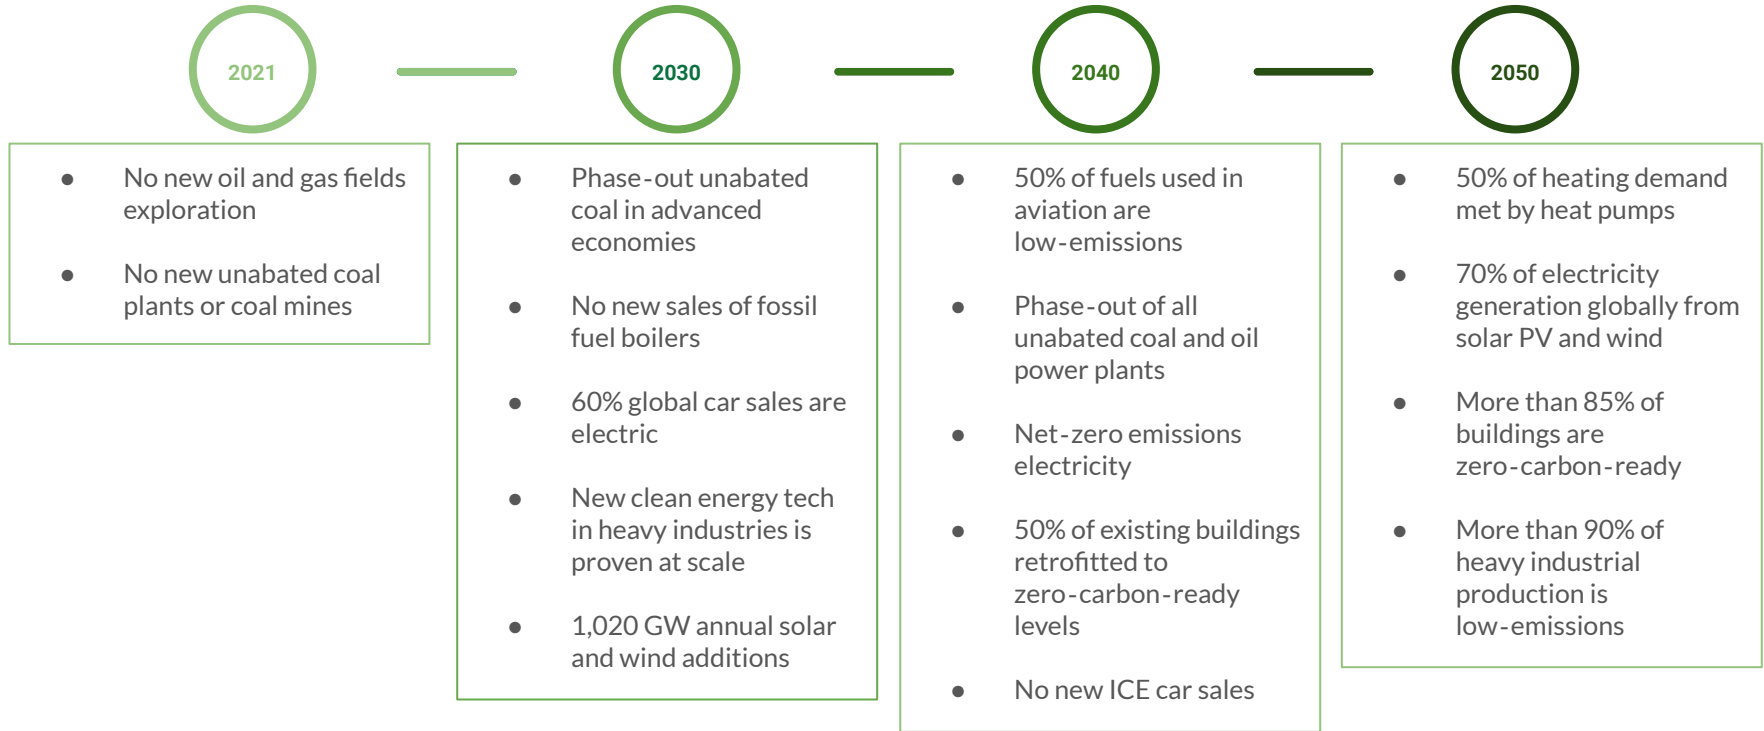 2021
2030
2040
2050
● No new oil and gas fields
exploration
● No new unabated coal
plants or coal mines
● Phase-out unabated
coal in advanced
economies
● No new sales of fossil
fuel boilers
● 60% global car sales are
electric
● New clean energy tech
in heavy industries is
proven at scale
● 1,020 GW annual solar
and wind additions
● 50% of fuels used in
aviation are
low-emissions
● Phase-out of all
unabated coal and oil
power plants
● Net-zero emissions
electricity
● 50% of existing buildings
retrofitted to
zero-carbon-ready
levels
● No new ICE car sales
● 50% of heating demand
met by heat pumps
● 70% of electricity
generation globally from
solar PV and wind
● More than 85% of
buildings are
zero-carbon-ready
● More than 90% of
heavy industrial
production is
low-emissions